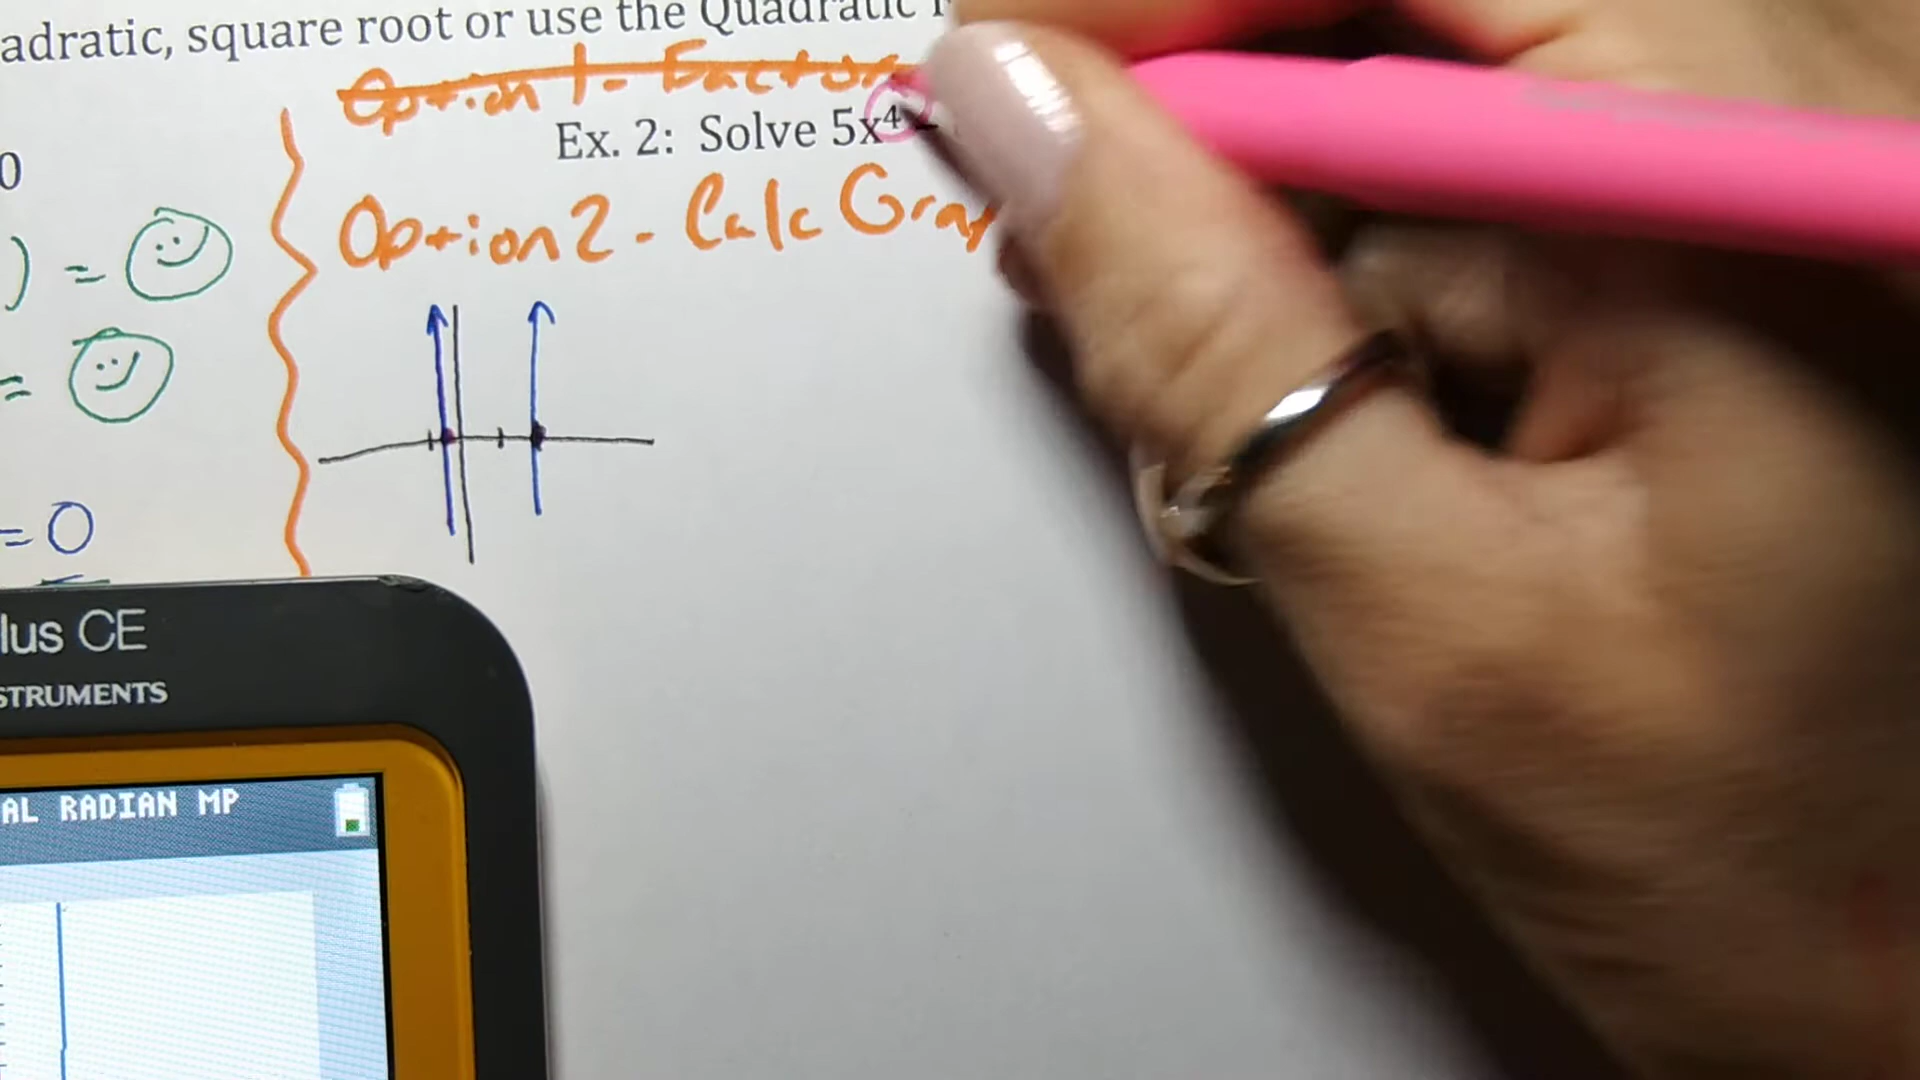 adratic, square root or use the Quadratic
Option 1 - Factor
Ex. 2: Solve 5x⁴ -
0
Option 2 - Calc Grap
) = 
=
= 0
lus CE
STRUMENTS
AL RADIAN MP